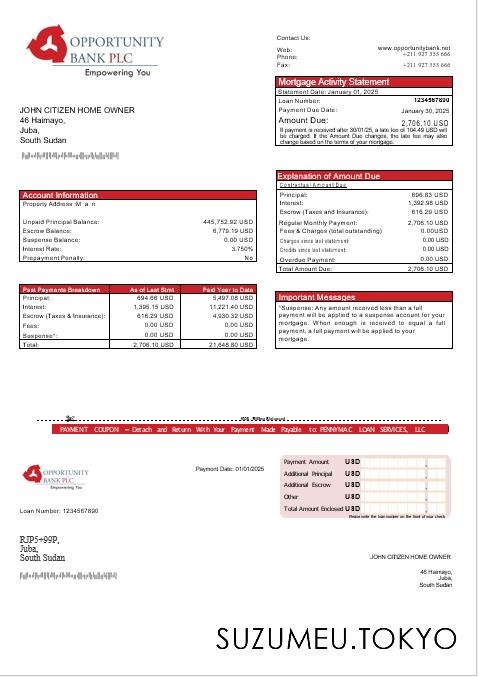 OPPORTUNITY
BANK PLC
Empowering You
Contact Us:
Web: www.opportunitybank.net
Phone: +211 927 555 666
Fax: +211 927 555 666
Mortgage Activity Statement
Statement Date: January 01, 2025
Loan Number: 1234567890
Payment Due Date: January 30, 2025
Amount Due: 2,706.10 USD
If payment is received after 30/01/25, a late fee of 104.49 USD will
be charged. If the Amount Due Changes, the late fee may also
change based on the terms of your mortgage.
JOHN CITIZEN HOME OWNER
46 Haimayo,
Juba,
South Sudan
Explanation of Amount Due
Contractual Amount Due
Principal: 696.83 USD
Interest: 1,392.98 USD
Escrow (Taxes and Insurance): 616.29 USD
Regular Monthly Payment: 2,706.10 USD
Fees & Charges (total outstanding) 0.00USD
Charges since last statement: 0.00 USD
Credits since last statement: 0.00 USD
Overdue Payment: 0.00 USD
Total Amount Due: 2,706.10 USD
Account Information
Property Address :M a n
Unpaid Principal Balance: 445,752.92 USD
Escrow Balance: 6,779.19 USD
Suspense Balance: 0.00 USD
Interest Rate: 3.750%
Prepayment Penalty: No
Past Payments Breakdown As of Last Stmt Paid Year to Date
Principal: 694.66 USD 5,497.08 USD
Interest: 1,395.15 USD 11,221.40 USD
Escrow (Taxes & Insurance): 616.29 USD 4,930.32 USD
Fees: 0.00 USD 0.00 USD
Suspense*: 0.00 USD 0.00 USD
Total: 2,706.10 USD 21,648.80 USD
Important Messages
*Suspense: Any amount received less than a full
payment will be applied to a suspense account for your
mortgage. When enough is received to equal a full
payment, a full payment will be applied to your
mortgage.
PAYMENT COUPON – Detach and Return With Your Payment Made Payable to: PENNYMAC LOAN SERVICES, LLC
OPPORTUNITY
BANK PLC
Empowering You
Payment Date: 01/01/2025
Loan Number: 1234567890
Payment Amount USD
Additional Principal USD
Additional Escrow USD
Other USD
Total Amount Enclosed USD
Please write the loan number on the front of your check
RJP5+99P,
Juba,
South Sudan
JOHN CITIZEN HOME OWNER
46 Haimayo,
Juba,
South Sudan
SUZUMEU.TOKYO